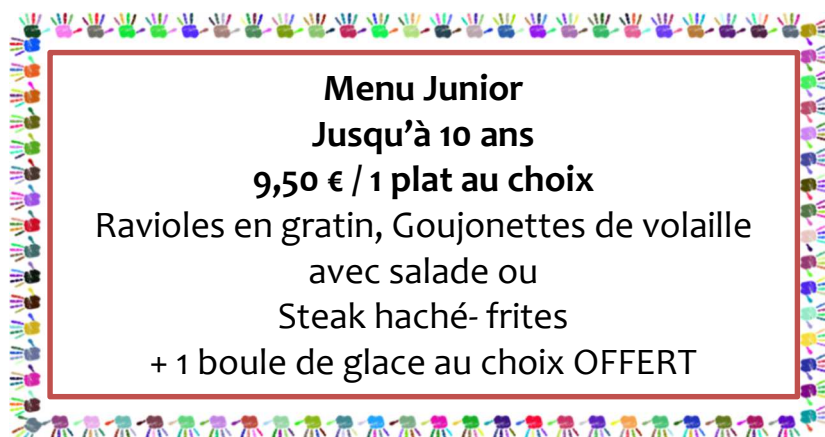 Menu Junior
Jusqu'à 10 ans
9,50 € / 1 plat au choix
Ravioles en gratin, Goujonettes de volaille
avec salade ou
Steak haché- frites
+ 1 boule de glace au choix OFFERT